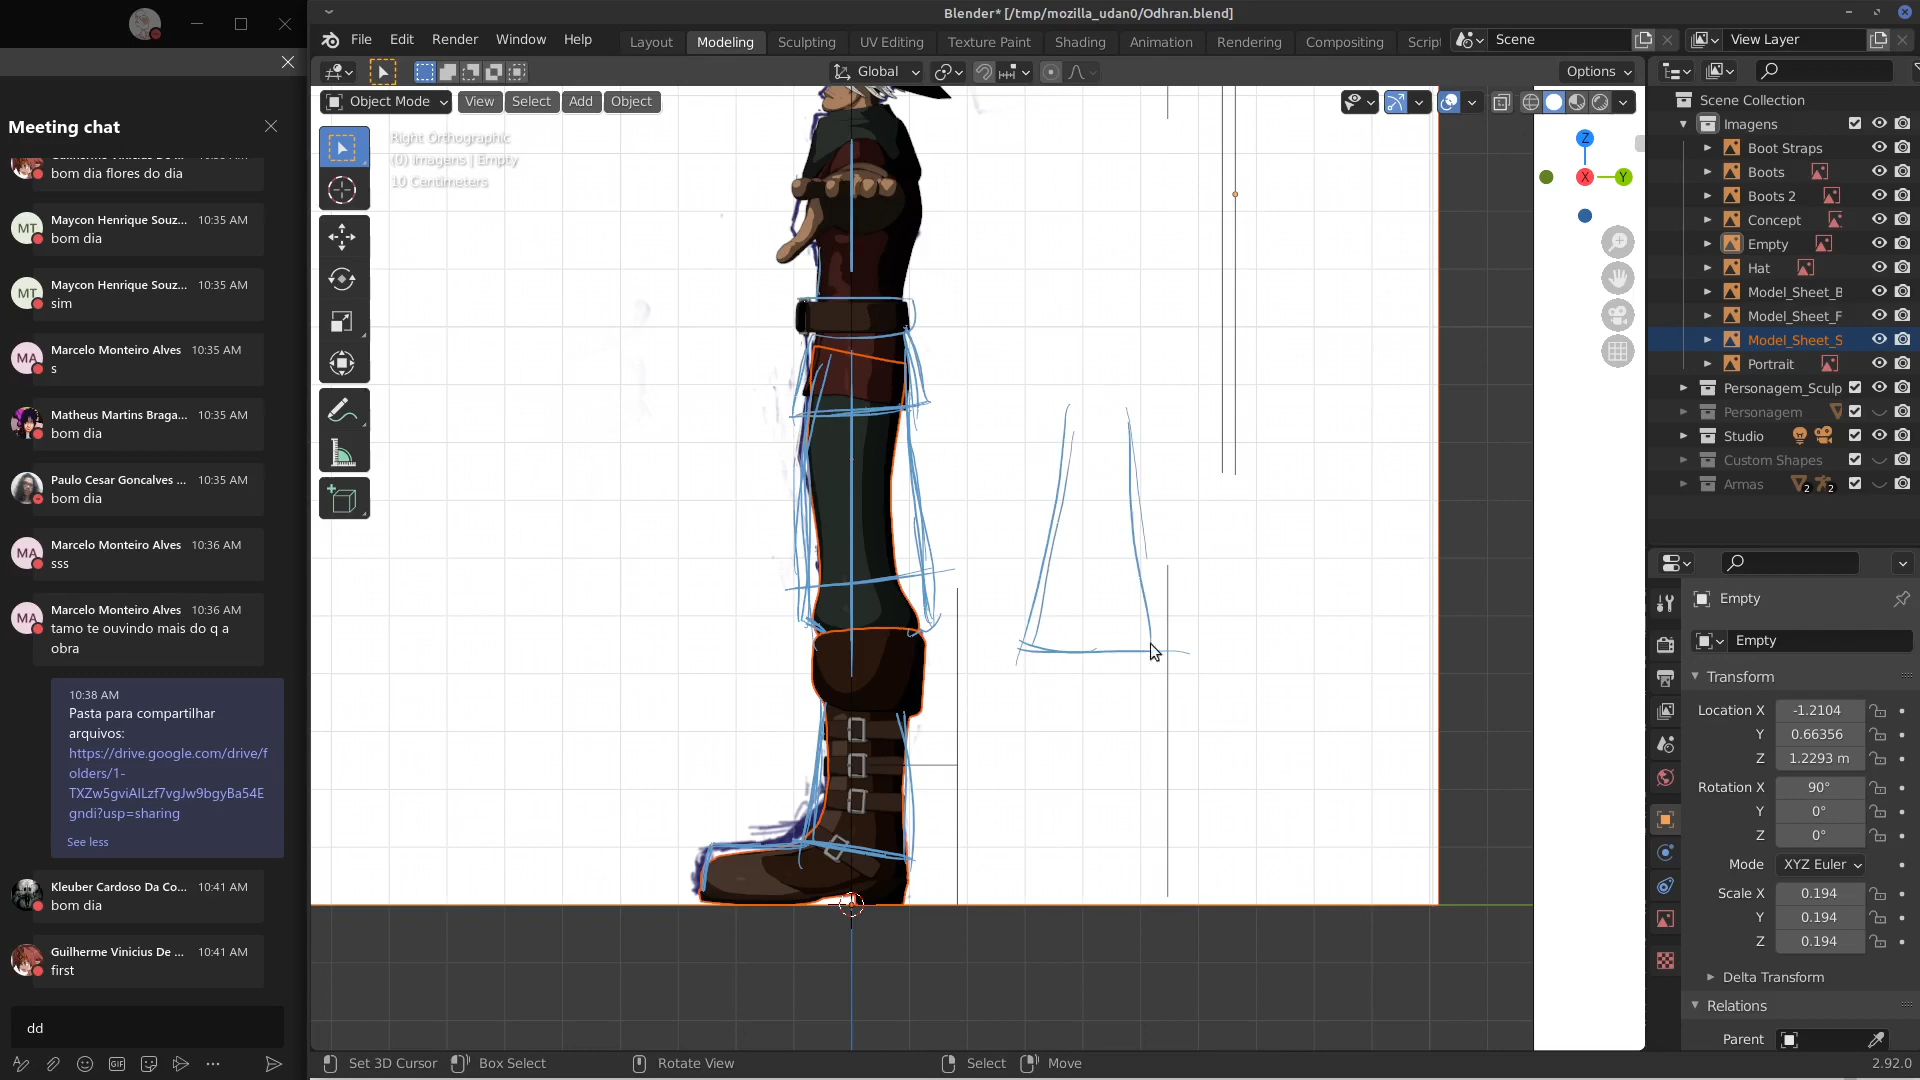 Blender* [/tmp/mozilla_udan0/Odhran.blend]
File Edit Render Window Help
Layout Modeling Sculpting UV Editing Texture Paint Shading Animation Rendering Compositing Script
Scene
View Layer
Global
Options
Object Mode View Select Add Object
Right Orthographic
(0) Imagens | Empty
10 Centimeters
Z
X
Y
Meeting chat
bom dia flores do dia
MT
Maycon Henrique Souz... 10:35 AM
bom dia
MT
Maycon Henrique Souz... 10:35 AM
sim
MA
Marcelo Monteiro Alves 10:35 AM
s
Matheus Martins Braga... 10:35 AM
bom dia
Paulo Cesar Goncalves ... 10:35 AM
bom dia
MA
Marcelo Monteiro Alves 10:36 AM
sss
MA
Marcelo Monteiro Alves 10:36 AM
tamo te ouvindo mais do q a
obra
10:38 AM
Pasta para compartilhar
arquivos:
https://drive.google.com/drive/f
olders/1-
TXZw5gviAlLzf7vgJw9bgyBa54E
gndi?usp=sharing
See less
Kleuber Cardoso Da Co... 10:41 AM
bom dia
Guilherme Vinicius De ... 10:41 AM
first
dd
GIF
Scene Collection
Imagens
Boot Straps
Boots
Boots 2
Concept
Empty
Hat
Model_Sheet_B
Model_Sheet_F
Model_Sheet_S
Portrait
Personagem_Sculp
Personagem
Studio
Custom Shapes
Armas 2 2
Empty
Empty
Transform
Location X -1.2104
Y 0.66356
Z 1.2293 m
Rotation X 90°
Y 0°
Z 0°
Mode XYZ Euler
Scale X 0.194
Y 0.194
Z 0.194
Delta Transform
Relations
Parent
Set 3D Cursor Box Select Rotate View Select Move
2.92.0